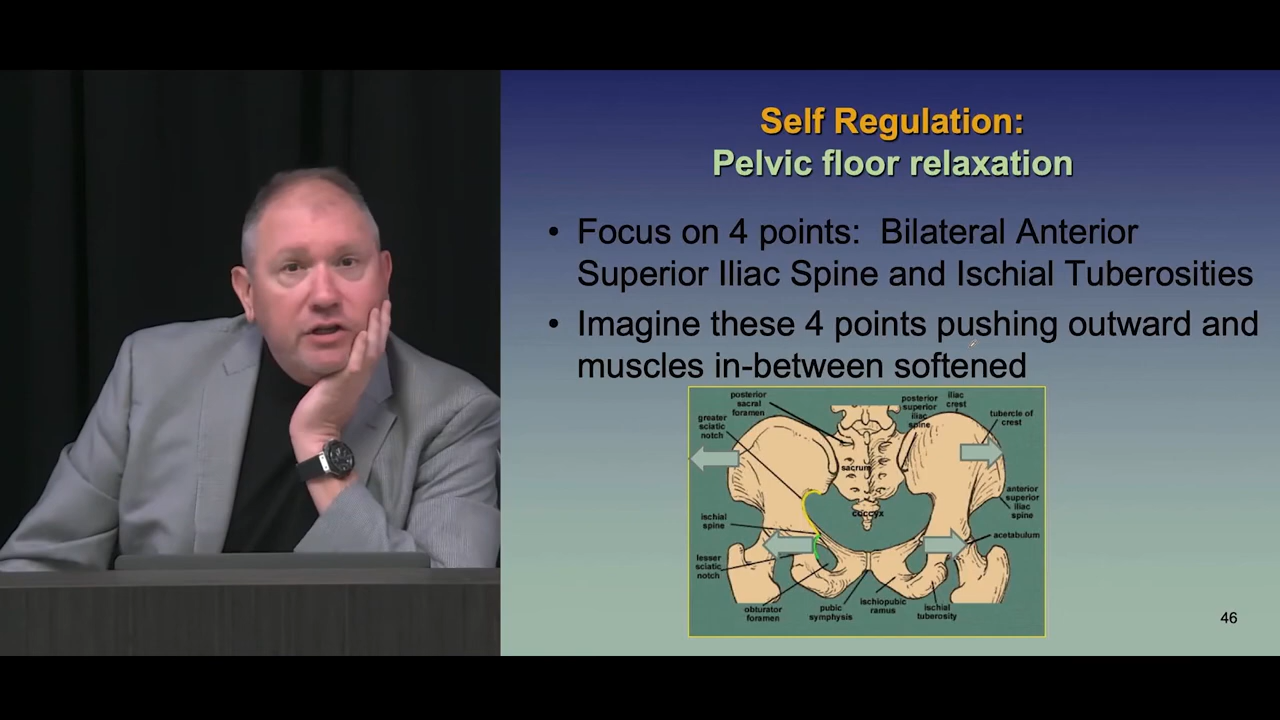 Self Regulation:
Pelvic floor relaxation
• Focus on 4 points: Bilateral Anterior
Superior Iliac Spine and Ischial Tuberosities
• Imagine these 4 points pushing outward and
muscles in-between softened
posterior
sacral
foramen
greater
sciatic
notch
posterior
superior
iliac
spine
iliac
crest
tubercle of
crest
sacrum
coccyx
anterior
superior
iliac
spine
ischial
spine
acetabulum
lesser
sciatic
notch
obturator
foramen
pubic
symphysis
ischiopubic
ramus
ischial
tuberosity
46